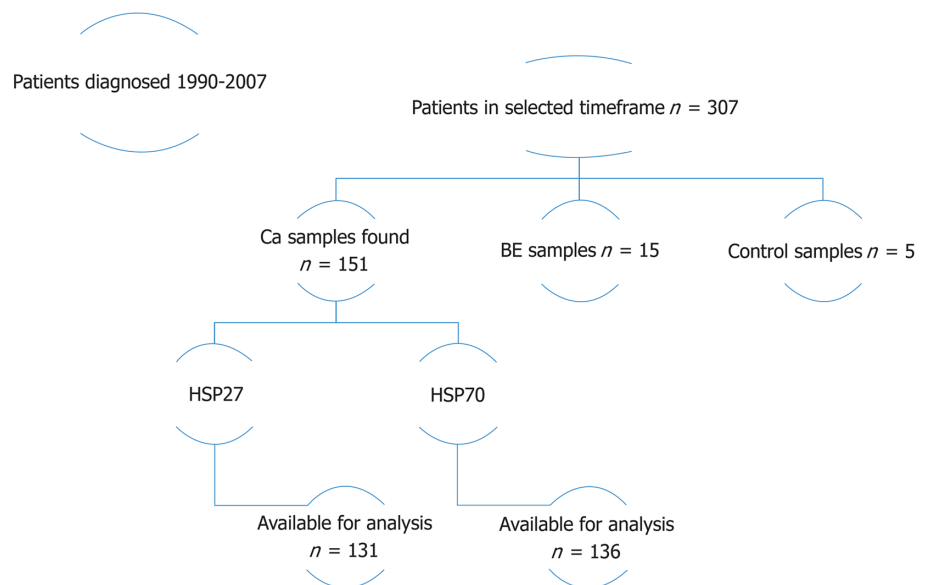 Patients diagnosed 1990-2007
Patients in selected timeframe n = 307
Ca samples found
n = 151
BE samples n = 15
Control samples n = 5
HSP27
HSP70
Available for analysis
n = 131
Available for analysis
n = 136